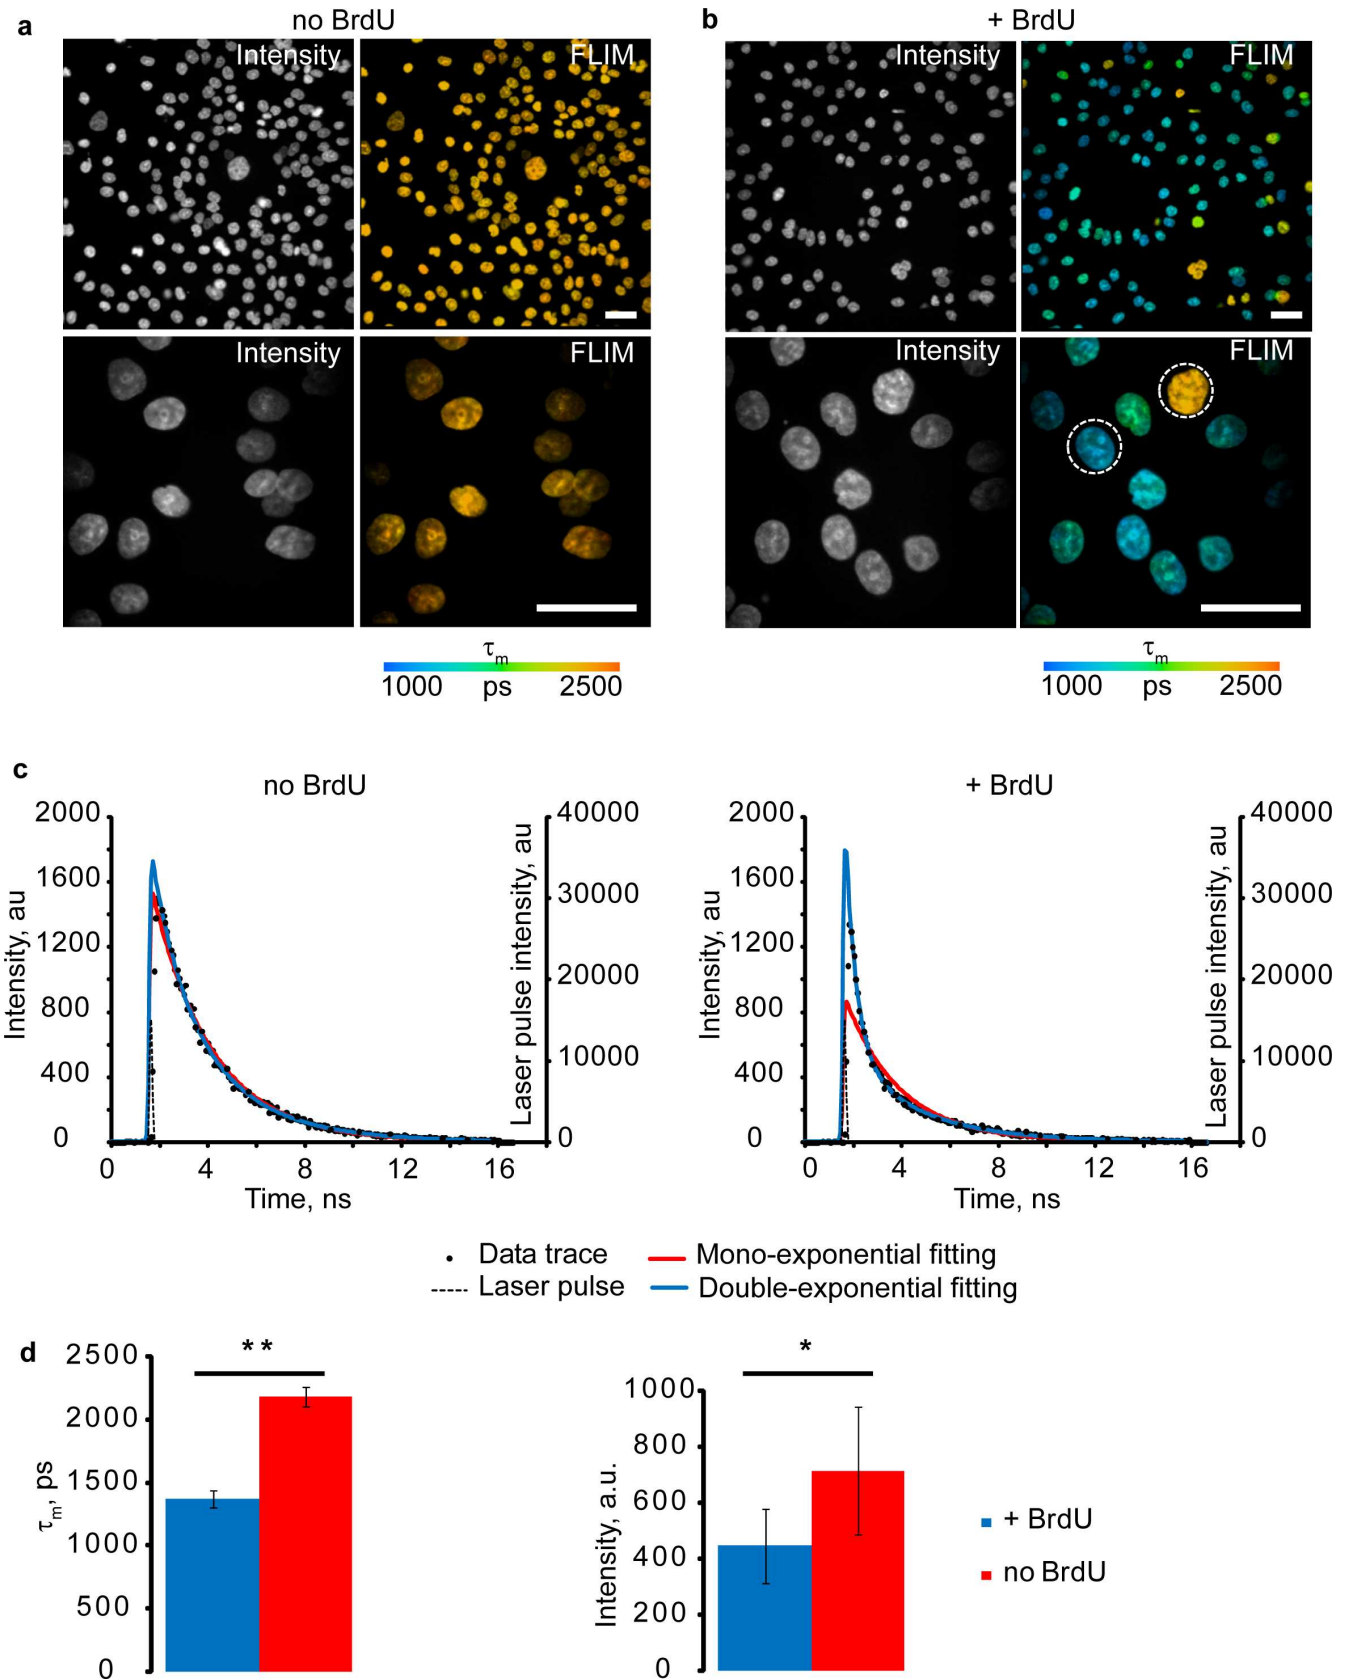 a
no BrdU
b
+ BrdU
Intensity
FLIM
Intensity
FLIM
Intensity
FLIM
Intensity
FLIM
τm
1000 ps 2500
τm
1000 ps 2500
c
no BrdU
+ BrdU
2000
1600
1200
800
400
0
Intensity, au
0 4 8 12 16
Time, ns
40000
30000
20000
10000
0
Laser pulse intensity, au
2000
1600
1200
800
400
0
Intensity, au
0 4 8 12 16
Time, ns
40000
30000
20000
10000
0
Laser pulse intensity, au
Data trace
Mono-exponential fitting
Laser pulse
Double-exponential fitting
d
2500
2000
1500
1000
500
0
τm, ps
**
1000
800
600
400
200
0
Intensity, a.u.
*
+ BrdU
no BrdU